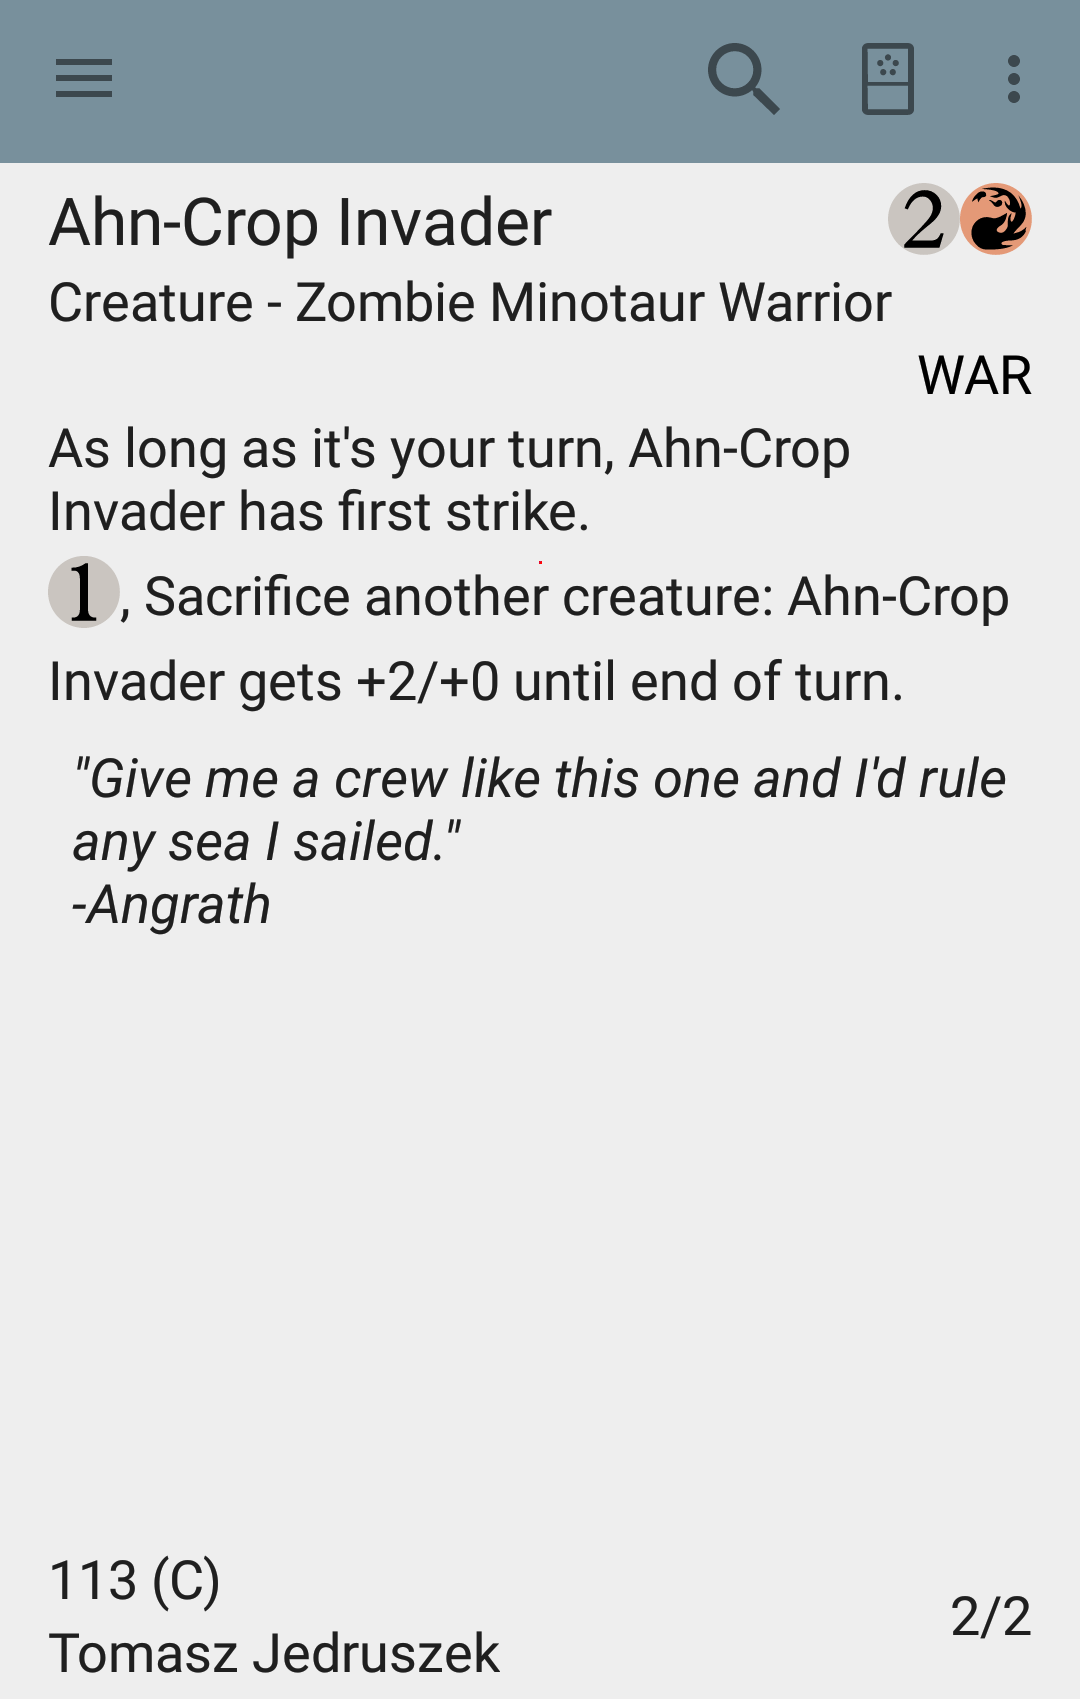 Ahn-Crop Invader 2
Creature - Zombie Minotaur Warrior
WAR
As long as it's your turn, Ahn-Crop
Invader has first strike.
1, Sacrifice another creature: Ahn-Crop
Invader gets +2/+0 until end of turn.
"Give me a crew like this one and I'd rule
any sea I sailed."
-Angrath
113 (C)
2/2
Tomasz Jedruszek